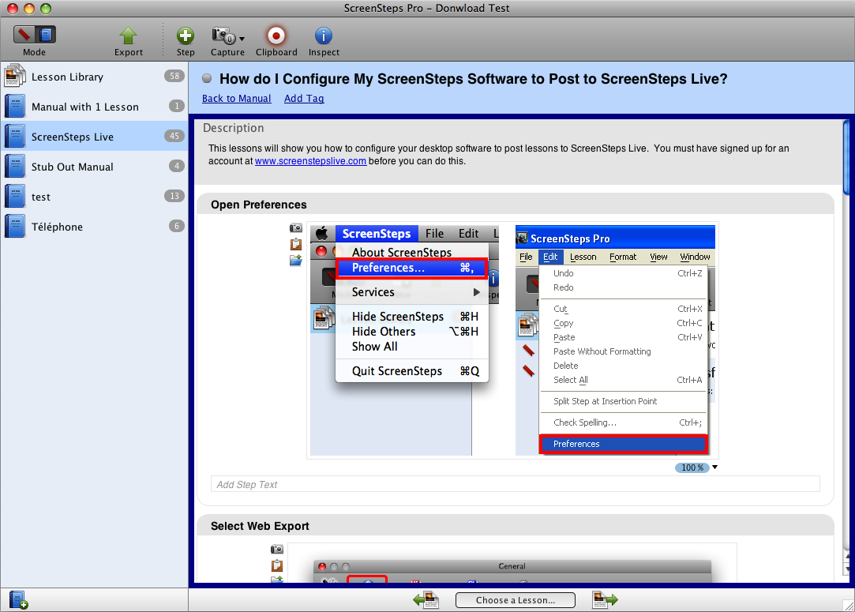 ScreenSteps Pro - Donwload Test
Mode
Export
Step
Capture
Clipboard
Inspect
Lesson Library 58
Manual with 1 Lesson 1
ScreenSteps Live 45
Stub Out Manual 4
test 13
Téléphone 6
How do I Configure My ScreenSteps Software to Post to ScreenSteps Live?
Back to Manual Add Tag
Description
This lessons will show you how to configure your desktop software to post lessons to ScreenSteps Live. You must have signed up for an
account at www.screenstepslive.com before you can do this.
Open Preferences
ScreenSteps File Edit
About ScreenSteps
Preferences... ⌘,
Services
Hide ScreenSteps ⌘H
Hide Others ⌥⌘H
Show All
Quit ScreenSteps ⌘Q
ScreenSteps Pro
File Edit Lesson Format View Window
Undo Ctrl+Z
Redo
Cut Ctrl+X
Copy Ctrl+C
Paste Ctrl+V
Paste Without Formatting
Delete
Select All Ctrl+A
Split Step at Insertion Point
Check Spelling... Ctrl+;
Preferences
100 %
Add Step Text
Select Web Export
General
Choose a Lesson...